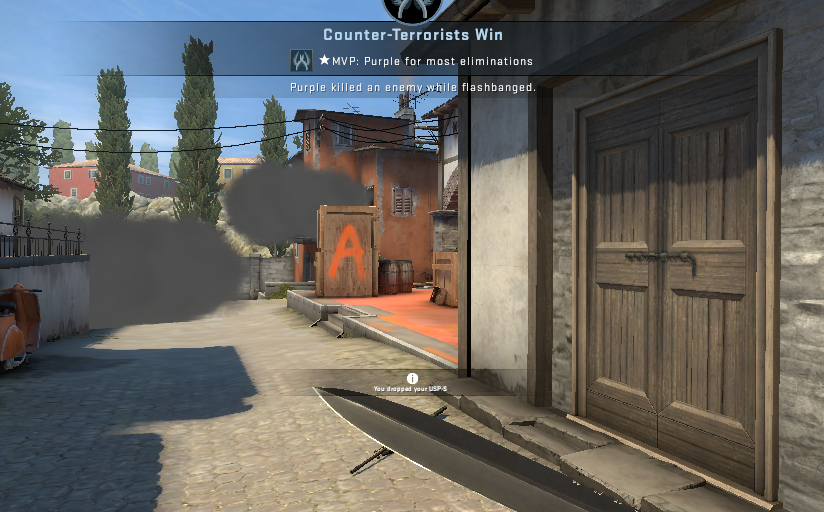 Counter-Terrorists Win
★MVP: Purple for most eliminations
Purple killed an enemy while flashbanged.
A
You dropped your USP-S